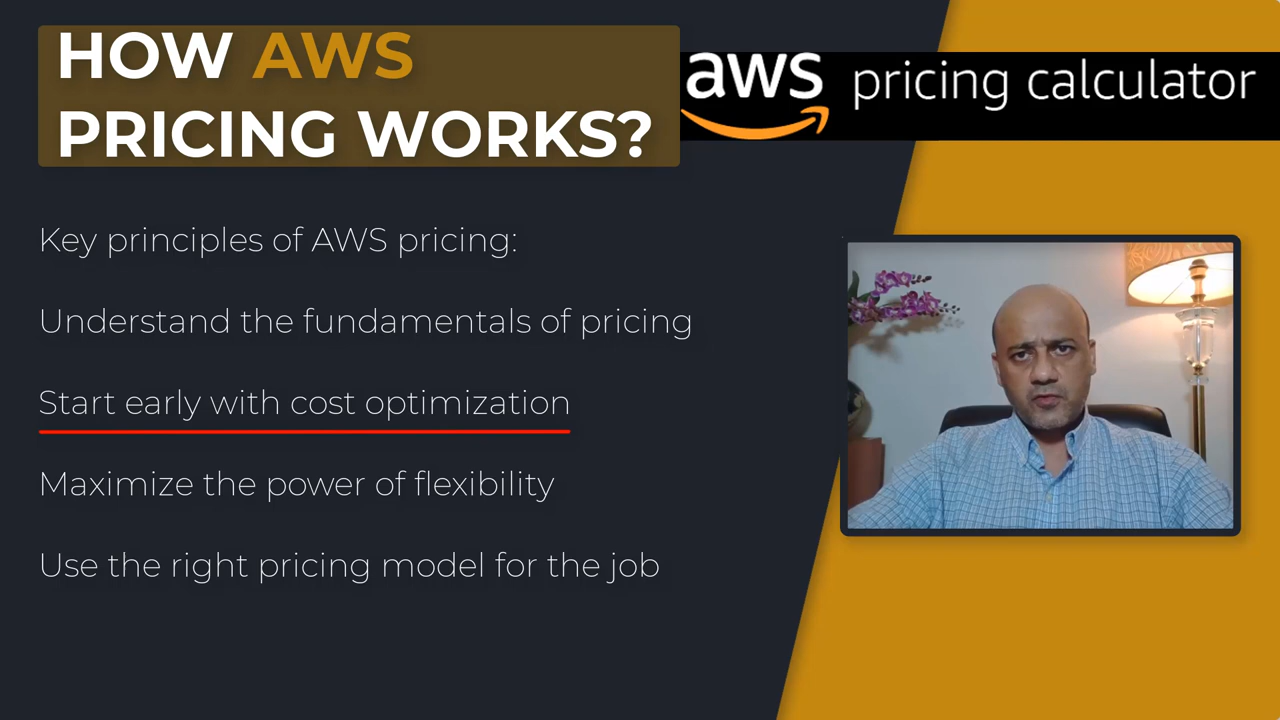 HOW AWS
PRICING WORKS?
aws pricing calculator
Key principles of AWS pricing:
Understand the fundamentals of pricing
Start early with cost optimization
Maximize the power of flexibility
Use the right pricing model for the job